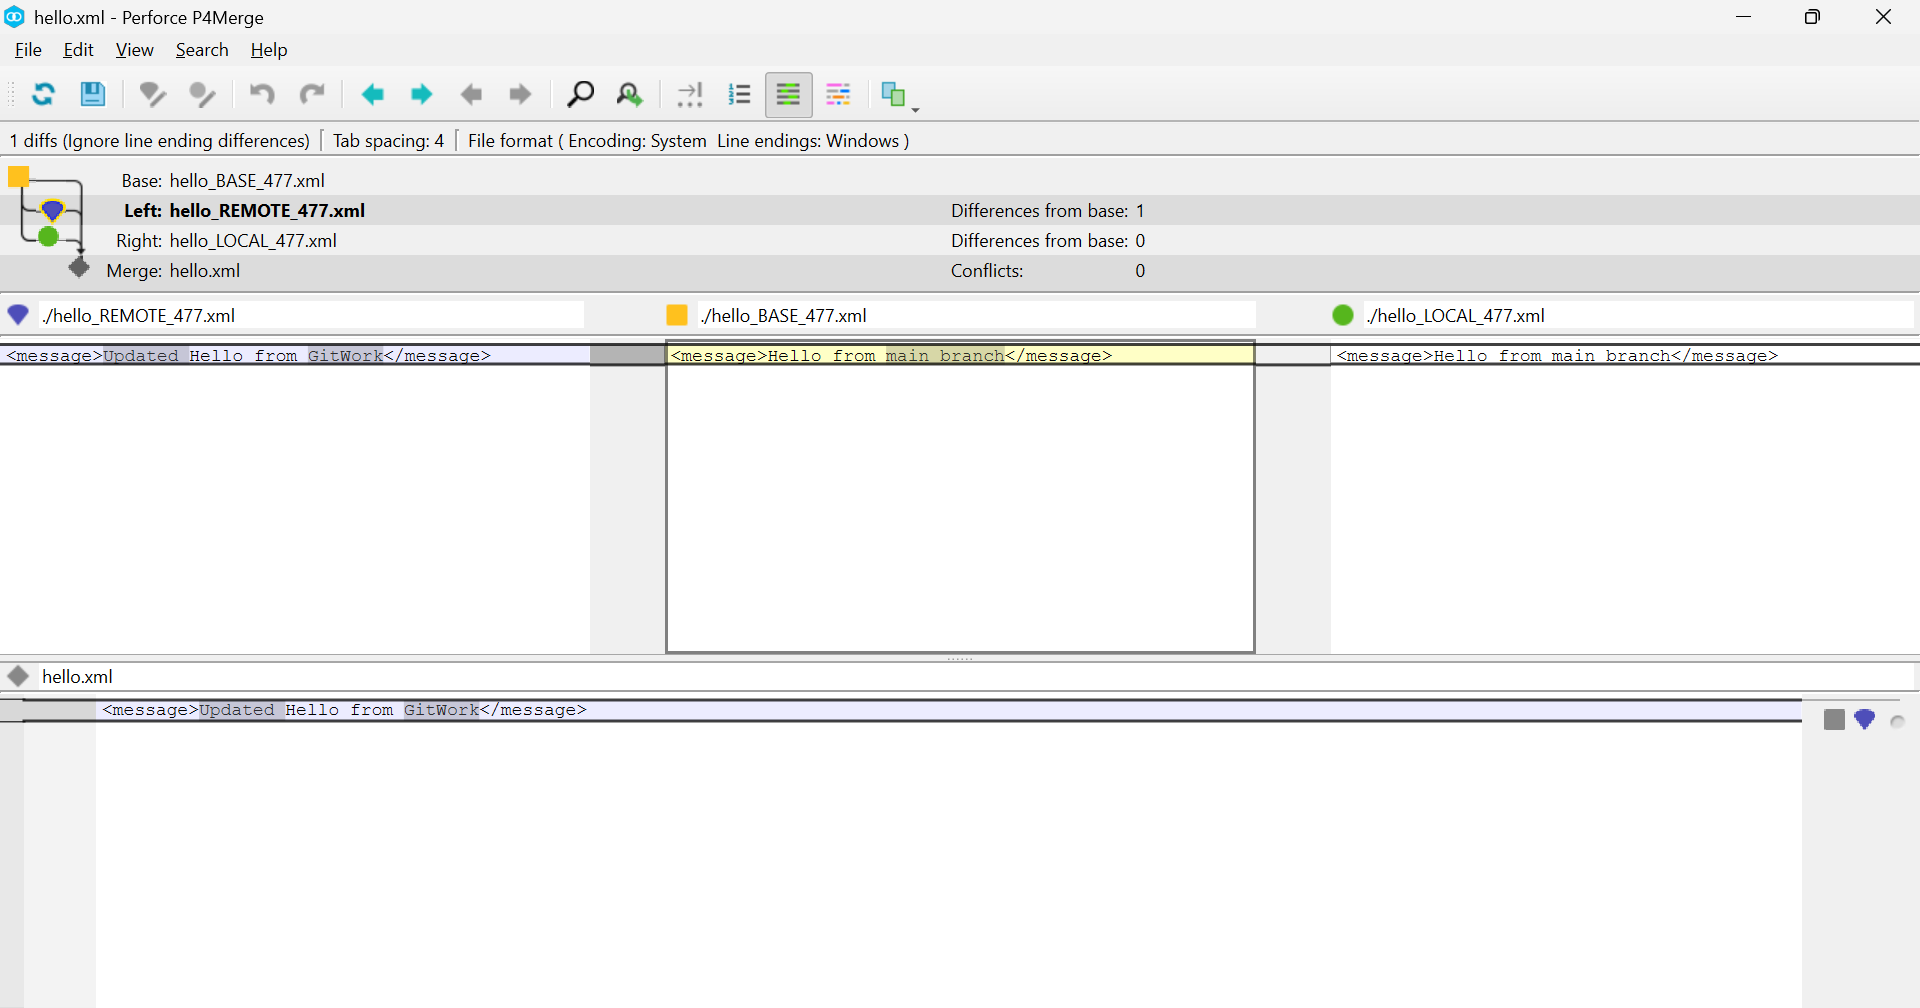 hello.xml - Perforce P4Merge
File Edit View Search Help
1 diffs (Ignore line ending differences) Tab spacing: 4 File format ( Encoding: System Line endings: Windows )
Base: hello_BASE_477.xml
Left: hello_REMOTE_477.xml Differences from base: 1
Right: hello_LOCAL_477.xml Differences from base: 0
Merge: hello.xml Conflicts: 0
./hello_REMOTE_477.xml ./hello_BASE_477.xml ./hello_LOCAL_477.xml
<message>Updated Hello from GitWork</message> <message>Hello from main branch</message> <message>Hello from main branch</message>
hello.xml
<message>Updated Hello from GitWork</message>